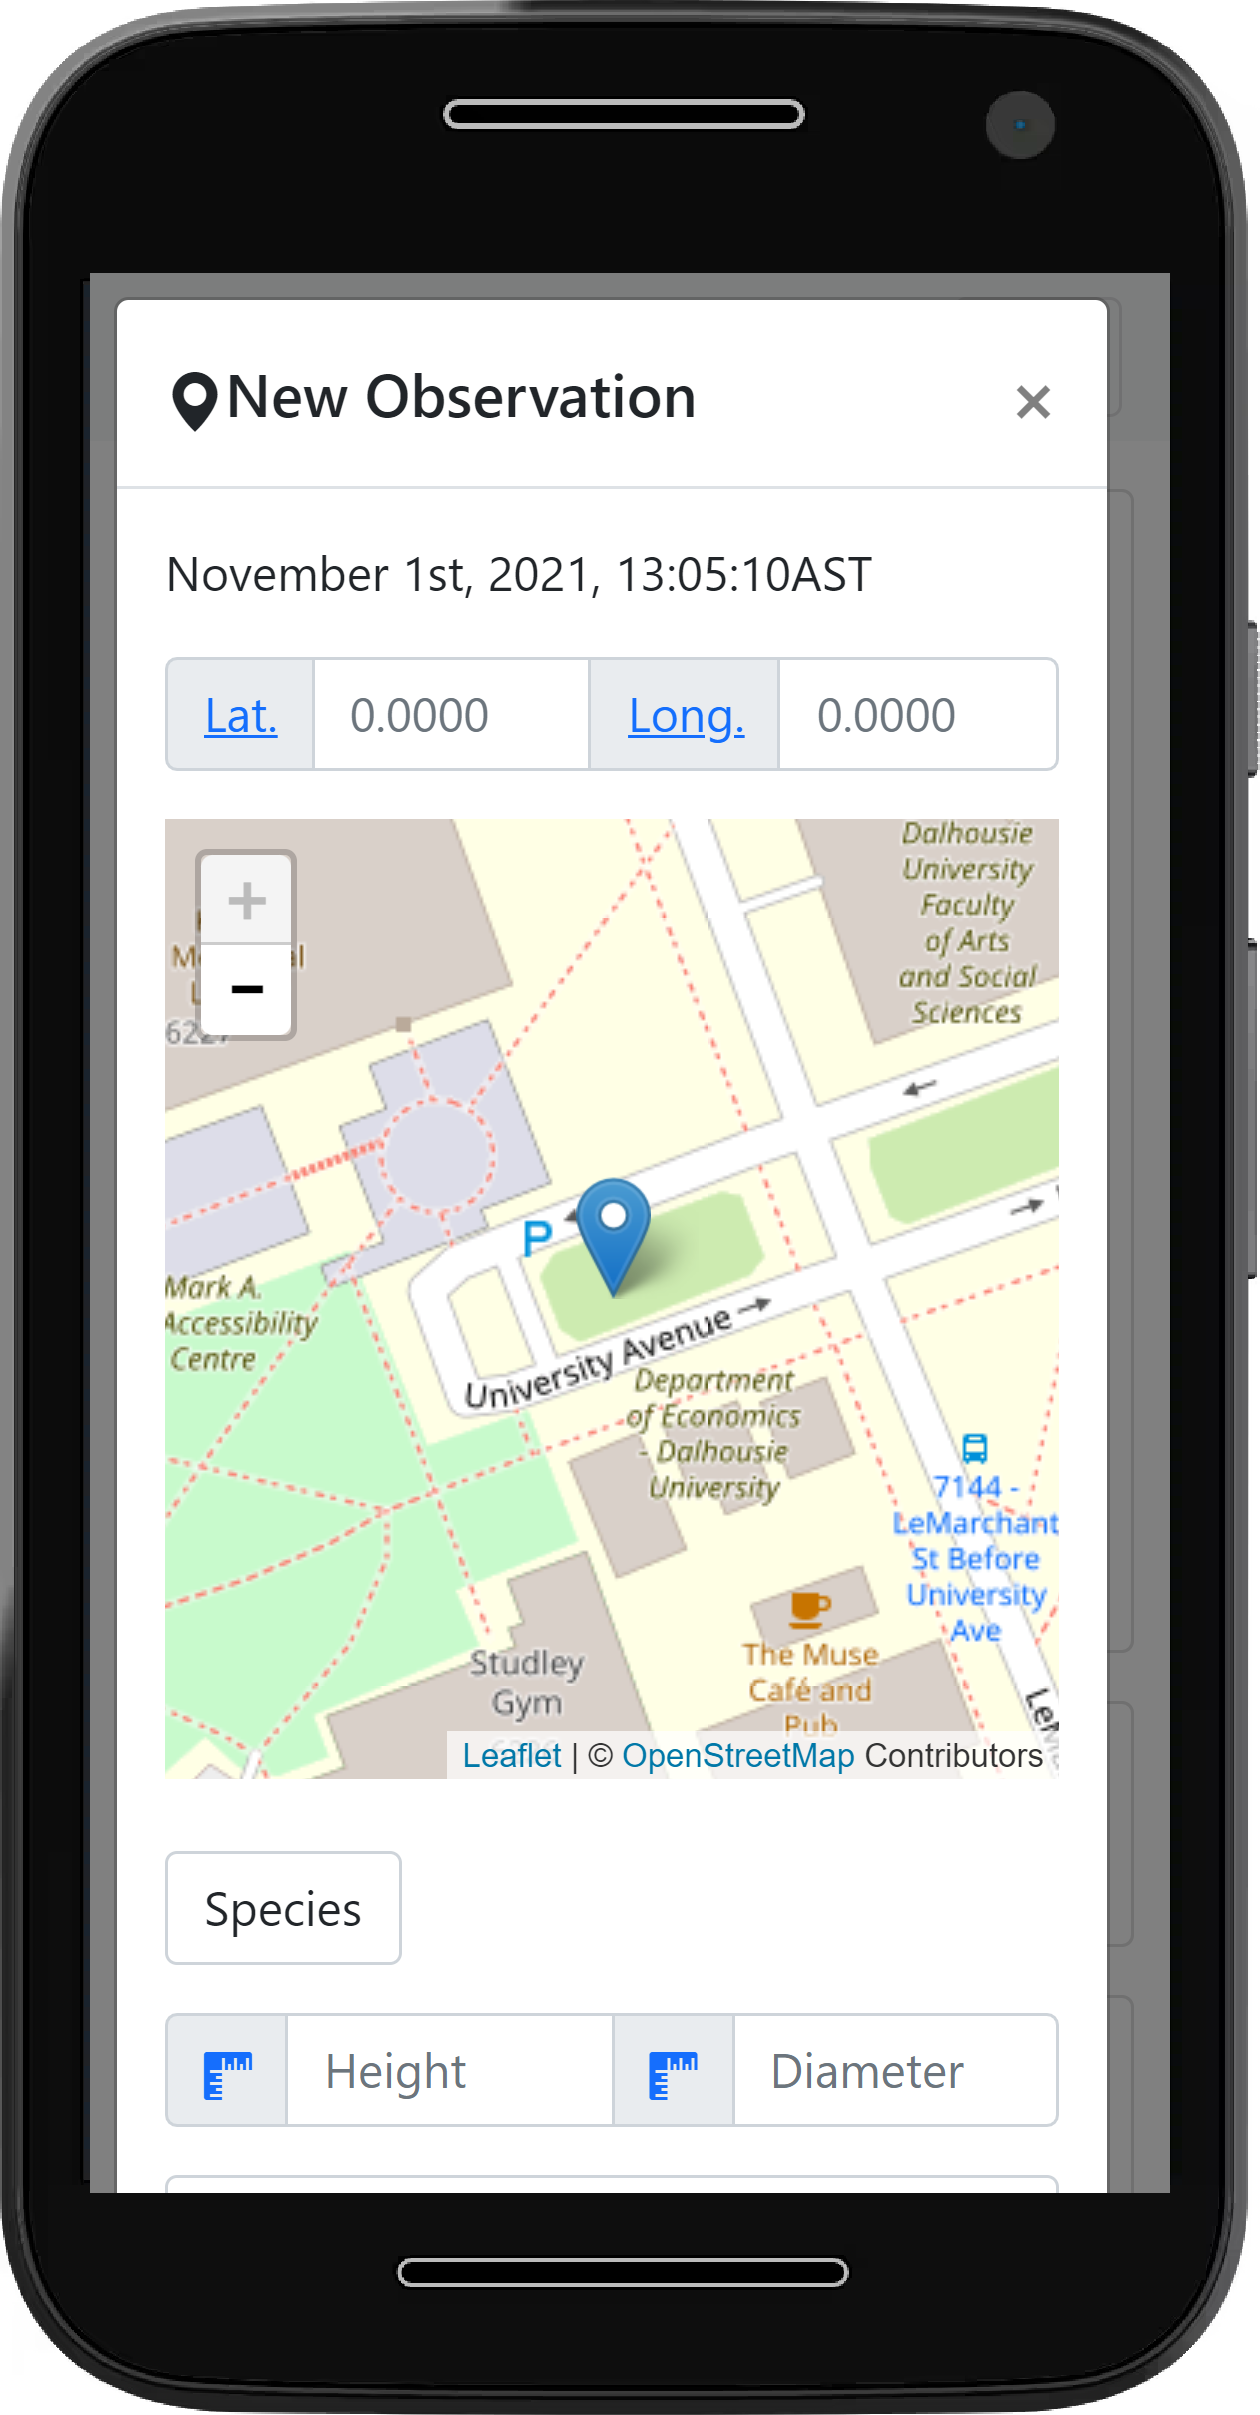 New Observation ×
November 1st, 2021, 13:05:10AST
Lat. 0.0000 Long. 0.0000
+
−
Dalhousie
University
Faculty
of Arts
and Social
Sciences
P
Mark A.
Accessibility
Centre
University Avenue
Department
of Economics
- Dalhousie
University
7144 -
LeMarchant
St Before
University
Ave
The Muse
Café and
Pub
Studley
Gym
Leaflet | © OpenStreetMap Contributors
Species
Height Diameter